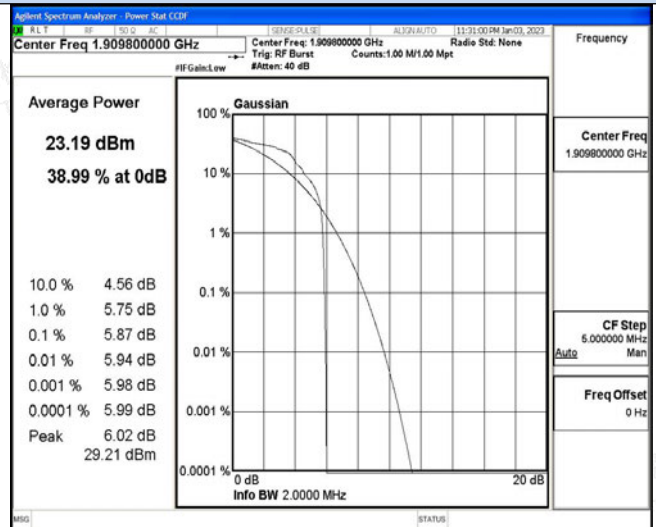 Agilent Spectrum Analyzer - Power Stat CCDF
RLT RF 50 Ω AC SENSE:PULSE ALIGN AUTO 11:31:00 PM Jan 03, 2023
Center Freq 1.909800000 GHz
Center Freq: 1.909800000 GHz Radio Std: None
Trig: RF Burst Counts:1.00 M/1.00 Mpt
#IFGain:Low #Atten: 40 dB
Frequency
Average Power
23.19 dBm
38.99 % at 0dB
10.0 % 4.56 dB
1.0 % 5.75 dB
0.1 % 5.87 dB
0.01 % 5.94 dB
0.001 % 5.98 dB
0.0001 % 5.99 dB
Peak 6.02 dB
29.21 dBm
Gaussian
100 %
10 %
1 %
0.1 %
0.01 %
0.001 %
0.0001 %
0 dB 20 dB
Info BW 2.0000 MHz
Center Freq
1.909800000 GHz
CF Step
5.000000 MHz
Auto Man
Freq Offset
0 Hz
MSG STATUS